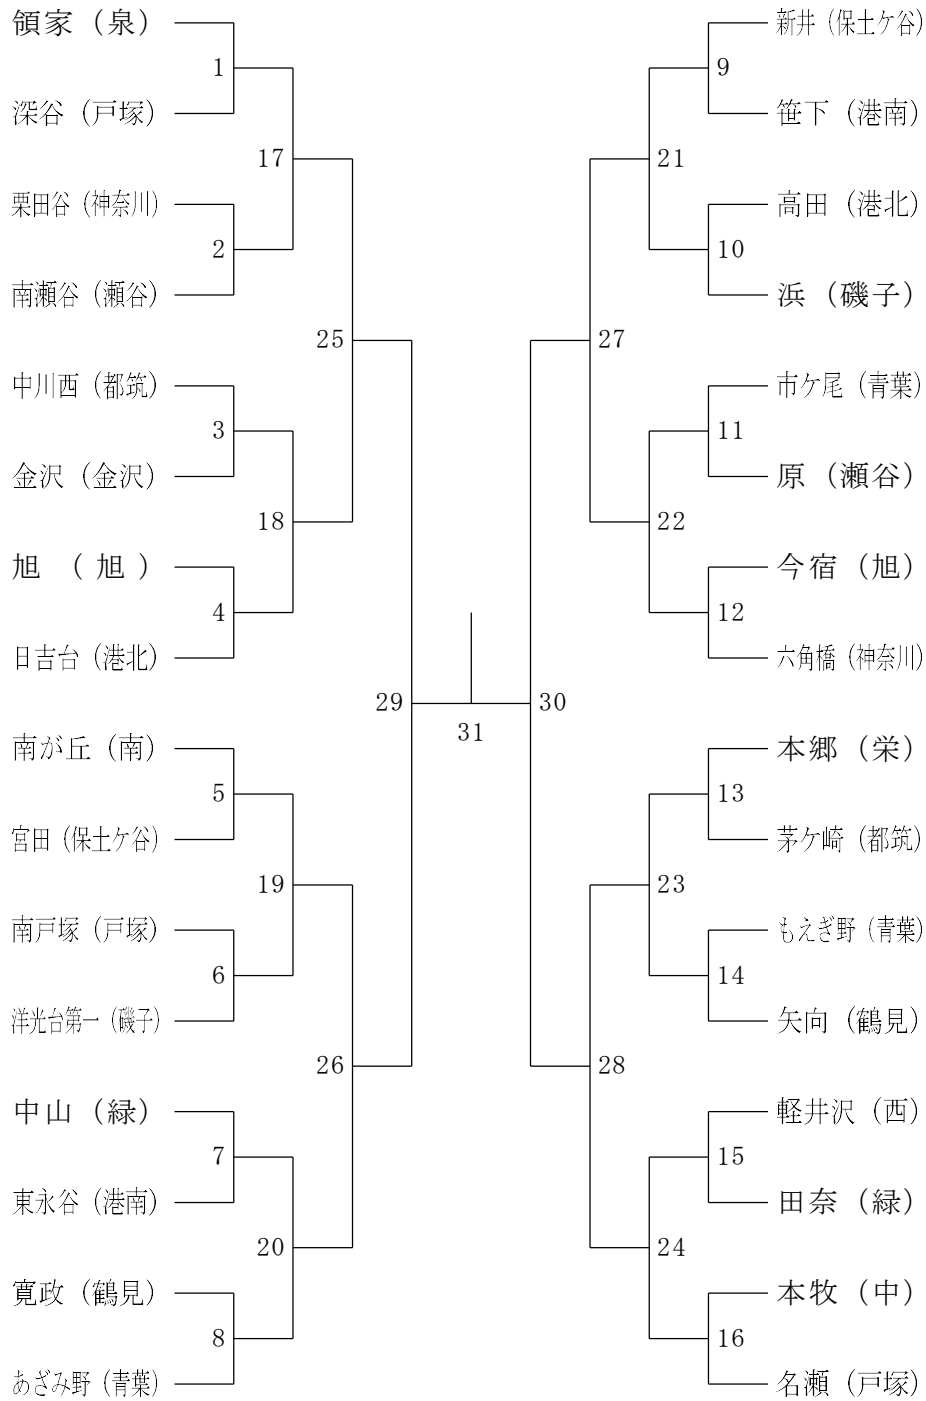 領家（泉）
1
深谷（戸塚）
17
栗田谷（神奈川）
2
南瀬谷（瀬谷）
25
中川西（都筑）
3
金沢（金沢）
18
旭（旭）
4
日吉台（港北）
29
南が丘（南）
5
宮田（保土ケ谷）
19
南戸塚（戸塚）
6
洋光台第一（磯子）
26
中山（緑）
7
東永谷（港南）
20
寛政（鶴見）
8
あざみ野（青葉）
31
新井（保土ケ谷）
9
笹下（港南）
21
高田（港北）
10
浜（磯子）
27
市ケ尾（青葉）
11
原（瀬谷）
22
今宿（旭）
12
六角橋（神奈川）
30
本郷（栄）
13
茅ケ崎（都筑）
23
もえぎ野（青葉）
14
矢向（鶴見）
28
軽井沢（西）
15
田奈（緑）
24
本牧（中）
16
名瀬（戸塚）